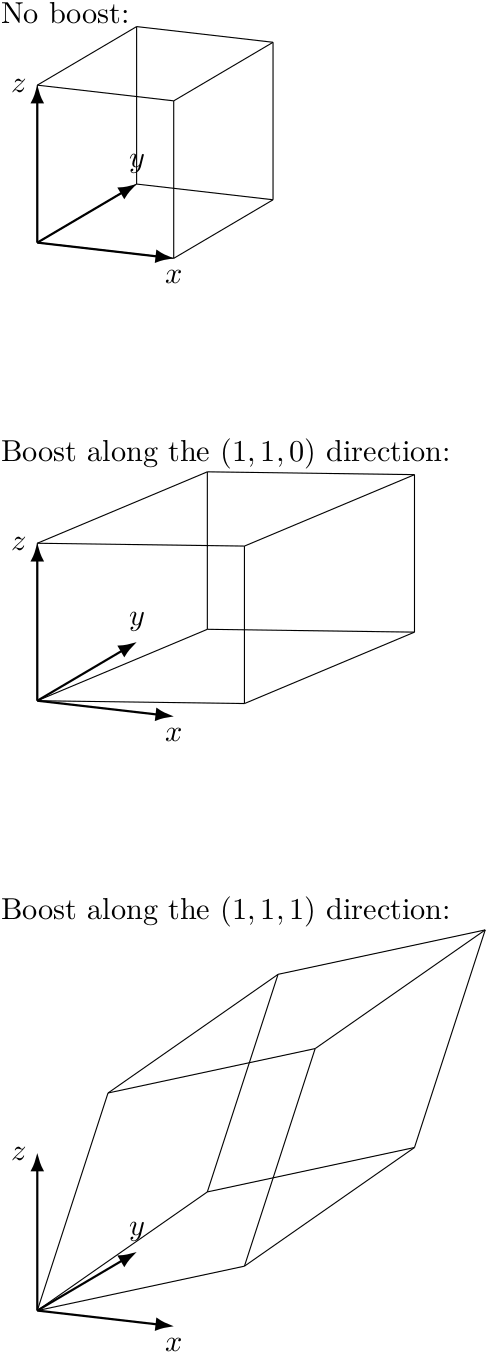 No boost:
z
y
x
Boost along the (1, 1, 0) direction:
z
y
x
Boost along the (1, 1, 1) direction:
z
y
x